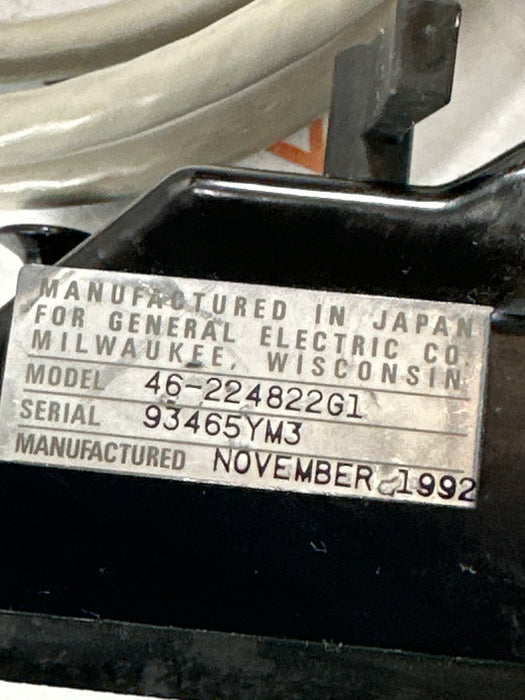 MANUFACTURED IN JAPAN
FOR GENERAL ELECTRIC CO.
MILWAUKEE, WISCONSIN
MODEL 46-224822G1
SERIAL 93465YM3
MANUFACTURED NOVEMBER 1992